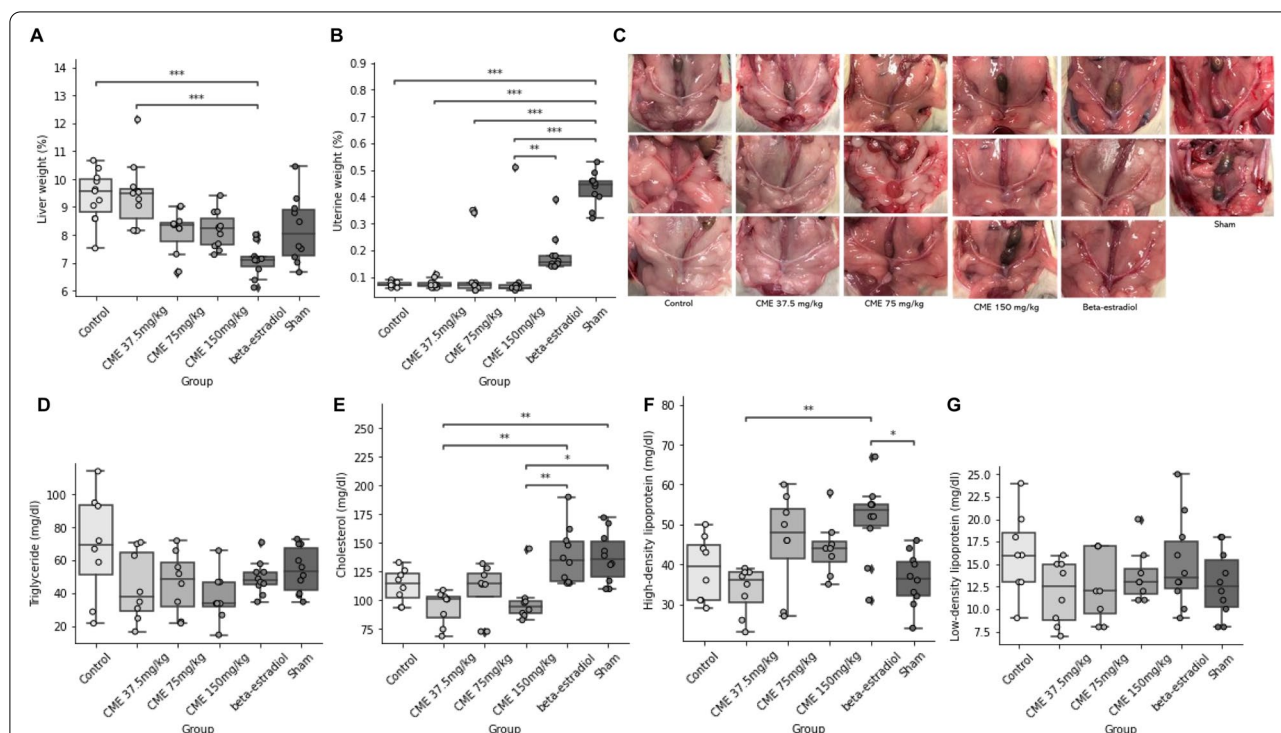 A
Liver weight (%)
14
13
12
11
10
9
8
7
6
***
***
Control
CME 37.5mg/kg
CME 75mg/kg
CME 150mg/kg
beta-estradiol
Sham
Group
B
Uterine weight (%)
0.9
0.8
0.7
0.6
0.5
0.4
0.3
0.2
0.1
***
***
***
***
**
Control
CME 37.5mg/kg
CME 75mg/kg
CME 150mg/kg
beta-estradiol
Sham
Group
C
Sham
Control
CME 37.5 mg/kg
CME 75 mg/kg
CME 150 mg/kg
Beta-estradiol
D
Triglyceride (mg/dl)
100
80
60
40
20
Control
CME 37.5mg/kg
CME 75mg/kg
CME 150mg/kg
beta-estradiol
Sham
Group
E
Cholesterol (mg/dl)
250
225
200
175
150
125
100
75
**
**
*
**
Control
CME 37.5mg/kg
CME 75mg/kg
CME 150mg/kg
beta-estradiol
Sham
Group
F
High-density lipoprotein (mg/dl)
80
70
60
50
40
30
**
*
Control
CME 37.5mg/kg
CME 75mg/kg
CME 150mg/kg
beta-estradiol
Sham
Group
G
Low-density lipoprotein (mg/dl)
25.0
22.5
20.0
17.5
15.0
12.5
10.0
7.5
Control
CME 37.5mg/kg
CME 75mg/kg
CME 150mg/kg
beta-estradiol
Sham
Group